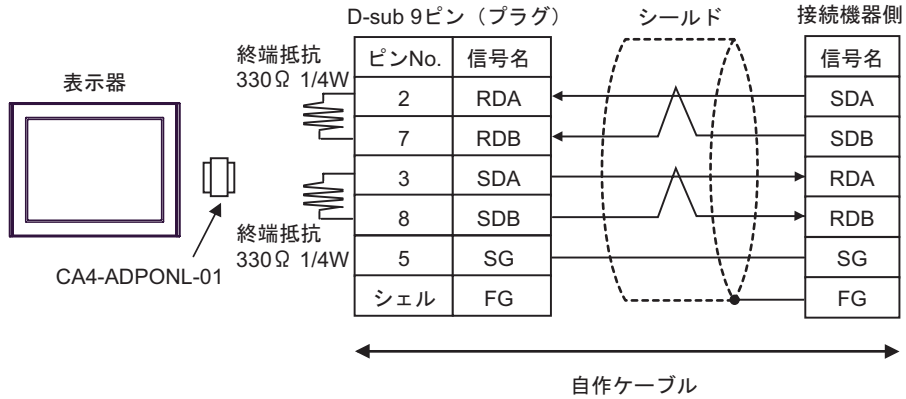 D-sub 9ピン（プラグ）
シールド
接続機器側
終端抵抗
330Ω 1/4W
ピンNo. 信号名
信号名
表示器
2 RDA
SDA
7 RDB
SDB
3 SDA
RDA
8 SDB
RDB
終端抵抗
330Ω 1/4W
5 SG
SG
CA4-ADPONL-01
シェル FG
FG
自作ケーブル